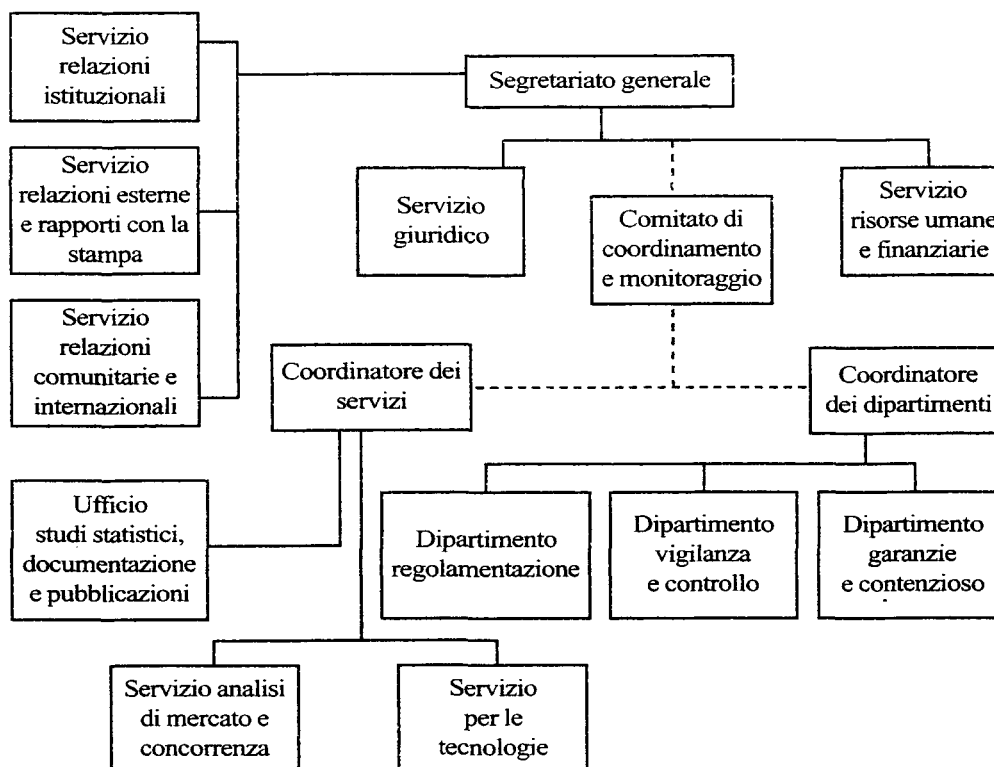 Servizio
relazioni
istituzionali
Segretariato generale
Servizio
relazioni esterne
e rapporti con la
stampa
Servizio
giuridico
Comitato di
coordinamento
e monitoraggio
Servizio
risorse umane
e finanziarie
Servizio
relazioni
comunitarie e
internazionali
Coordinatore dei
servizi
Coordinatore
dei dipartimenti
Ufficio
studi statistici,
documentazione
e pubblicazioni
Dipartimento
regolamentazione
Dipartimento
vigilanza
e controllo
Dipartimento
garanzie
e contenzioso
Servizio analisi
di mercato e
concorrenza
Servizio
per le
tecnologie